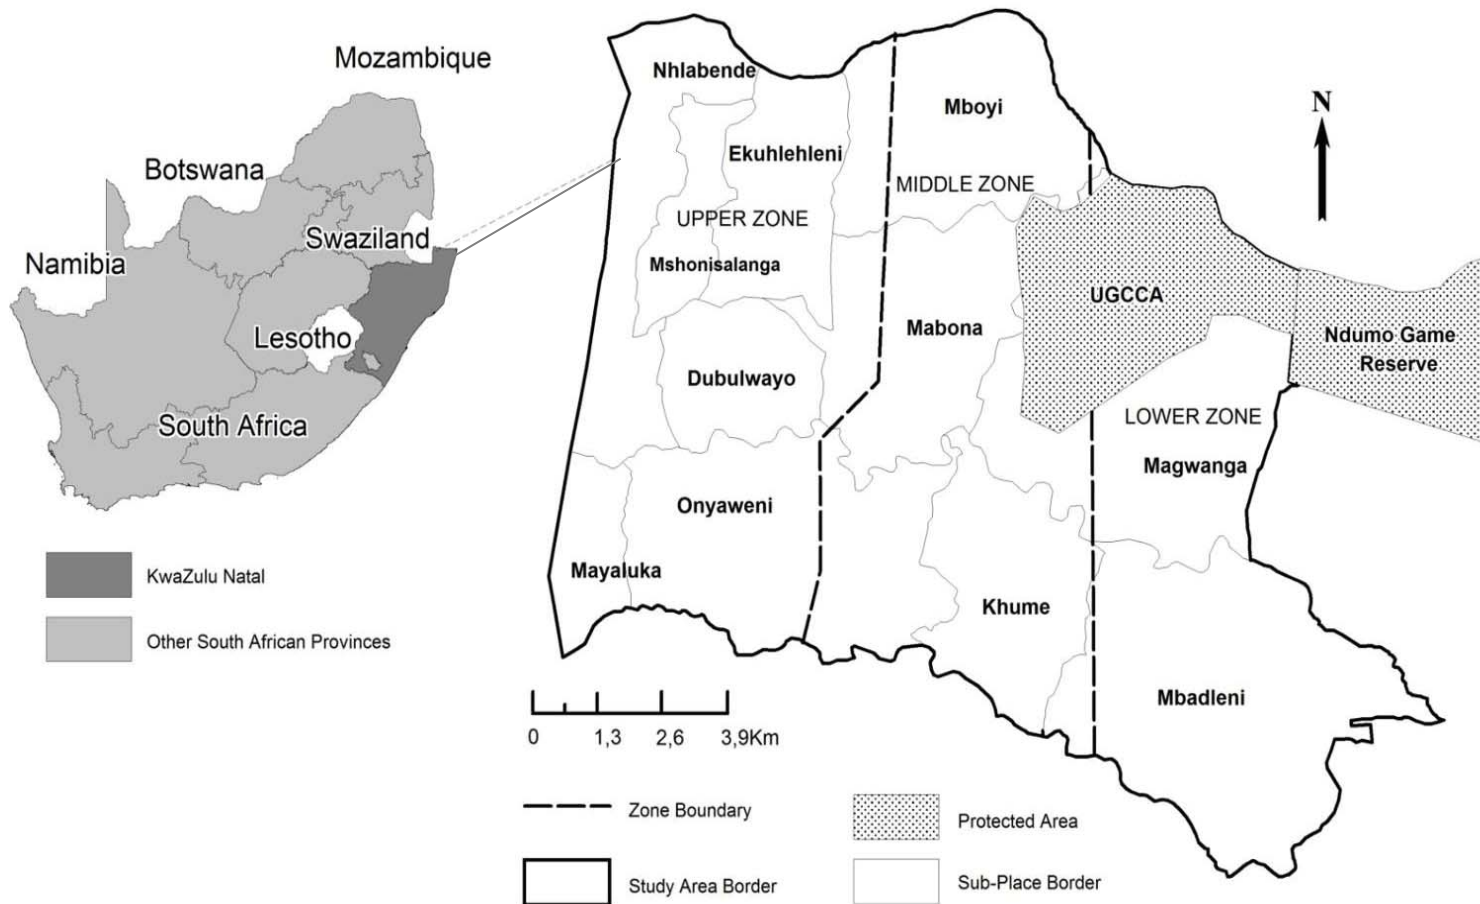 Mozambique
Botswana
Swaziland
Namibia
Lesotho
South Africa
KwaZulu Natal
Other South African Provinces
Nhlabende
Mboyi
N
Ekuhlehleni
MIDDLE ZONE
UPPER ZONE
Mshonisalanga
UGCCA
Mabona
Ndumo Game
Reserve
Dubulwayo
LOWER ZONE
Magwanga
Onyaweni
Mayaluka
Khume
Mbadleni
0 1,3 2,6 3,9Km
Zone Boundary
Protected Area
Study Area Border
Sub-Place Border